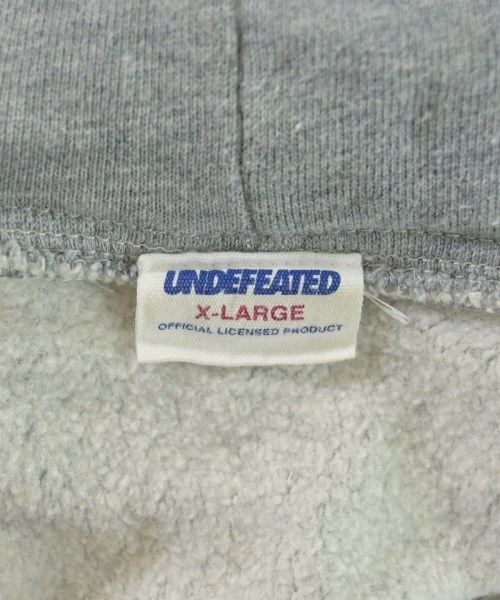 UNDEFEATED
X-LARGE
OFFICIAL LICENSED PRODUCT